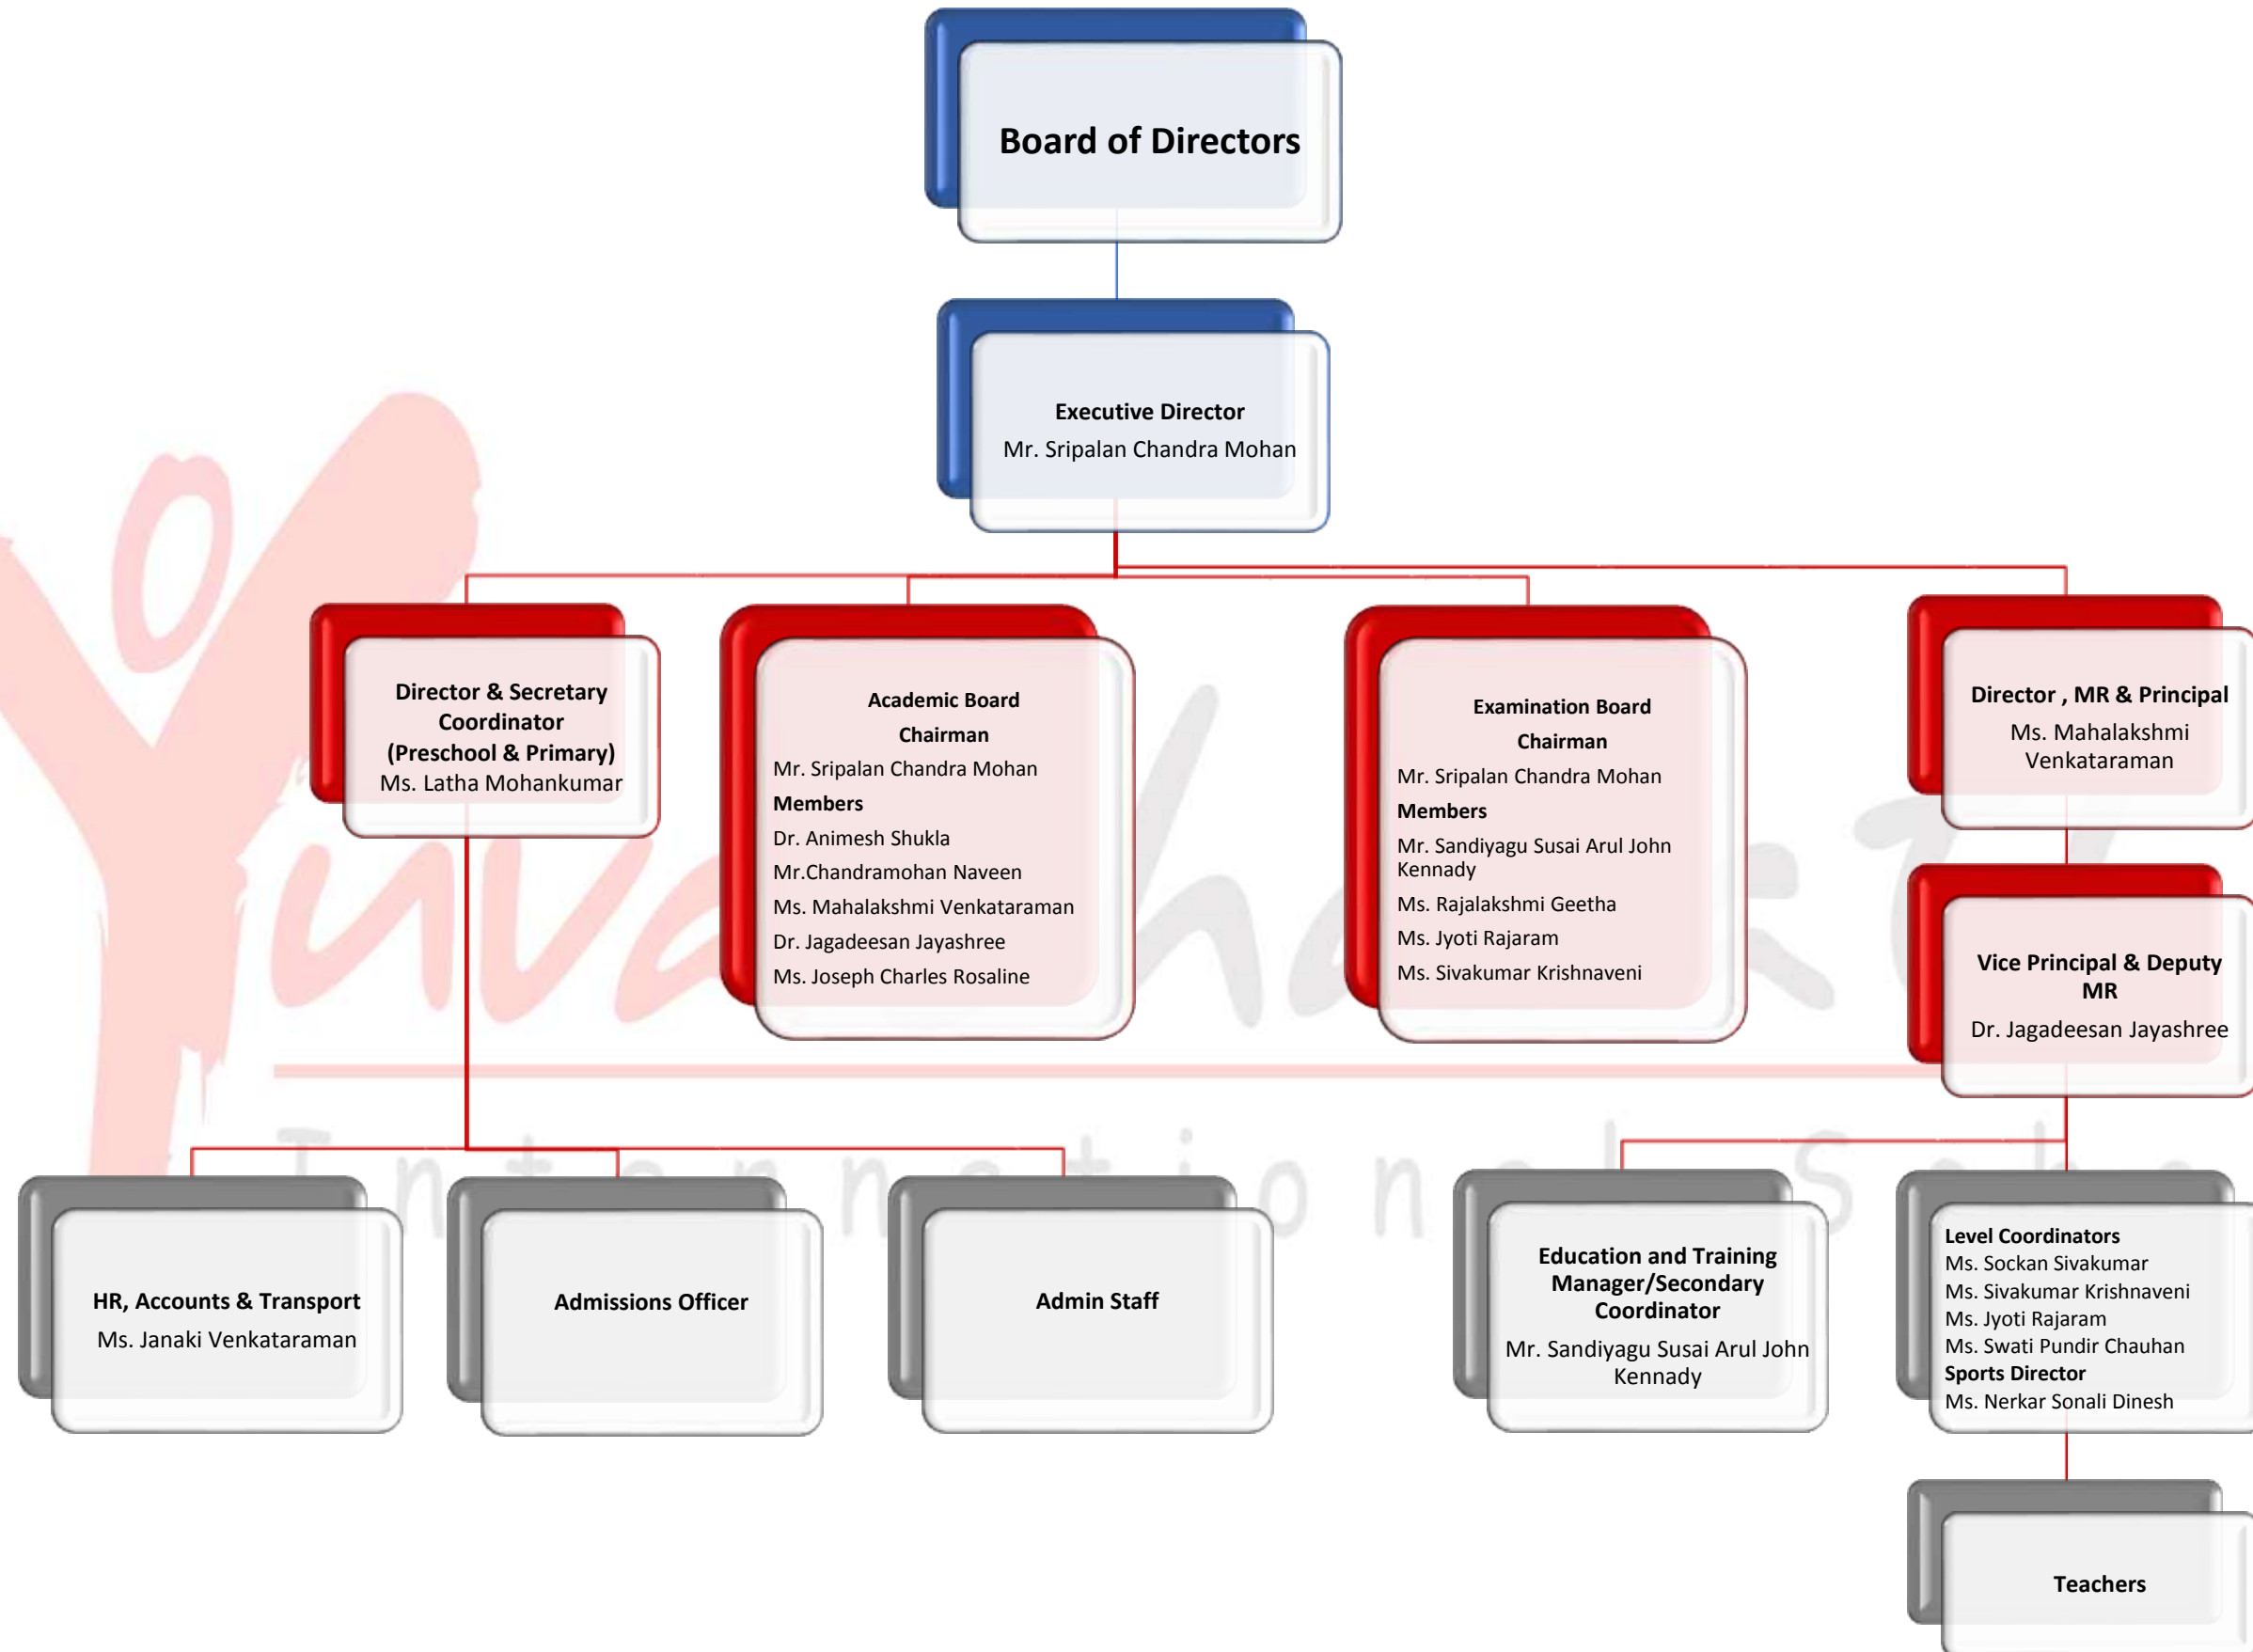 Board of Directors
Executive Director
Mr. Sripalan Chandra Mohan
Director & Secretary
Coordinator
(Preschool & Primary)
Ms. Latha Mohankumar
Academic Board
Chairman
Mr. Sripalan Chandra Mohan
Members
Dr. Animesh Shukla
Mr.Chandramohan Naveen
Ms. Mahalakshmi Venkataraman
Dr. Jagadeesan Jayashree
Ms. Joseph Charles Rosaline
Examination Board
Chairman
Mr. Sripalan Chandra Mohan
Members
Mr. Sandiyagu Susai Arul John
Kennady
Ms. Rajalakshmi Geetha
Ms. Jyoti Rajaram
Ms. Sivakumar Krishnaveni
Director , MR & Principal
Ms. Mahalakshmi
Venkataraman
Vice Principal & Deputy
MR
Dr. Jagadeesan Jayashree
HR, Accounts & Transport
Ms. Janaki Venkataraman
Admissions Officer
Admin Staff
Education and Training
Manager/Secondary
Coordinator
Mr. Sandiyagu Susai Arul John
Kennady
Level Coordinators
Ms. Sockan Sivakumar
Ms. Sivakumar Krishnaveni
Ms. Jyoti Rajaram
Ms. Swati Pundir Chauhan
Sports Director
Ms. Nerkar Sonali Dinesh
Teachers
International